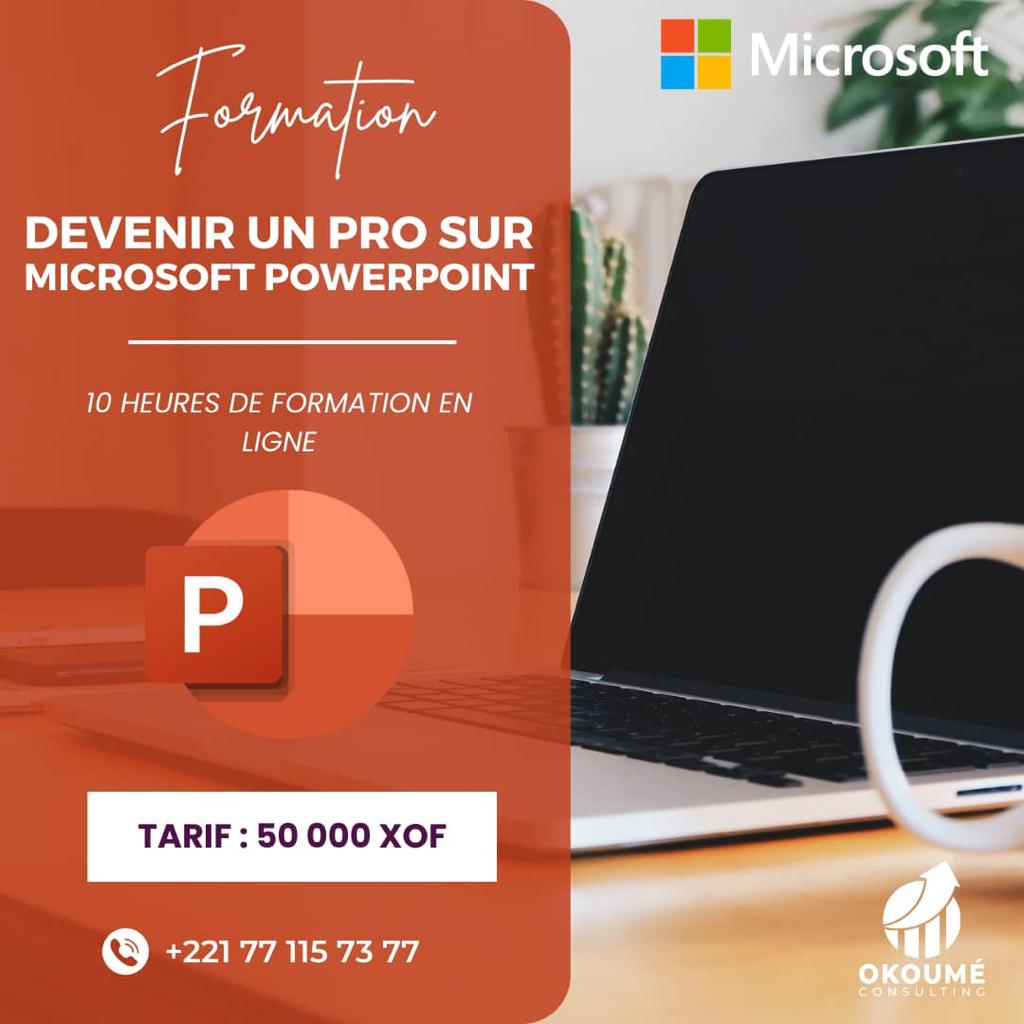 Formation
Microsoft
DEVENIR UN PRO SUR
MICROSOFT POWERPOINT
10 HEURES DE FORMATION EN
LIGNE
P
TARIF : 50 000 XOF
+221 77 115 73 77
OKOUMÉ
CONSULTING